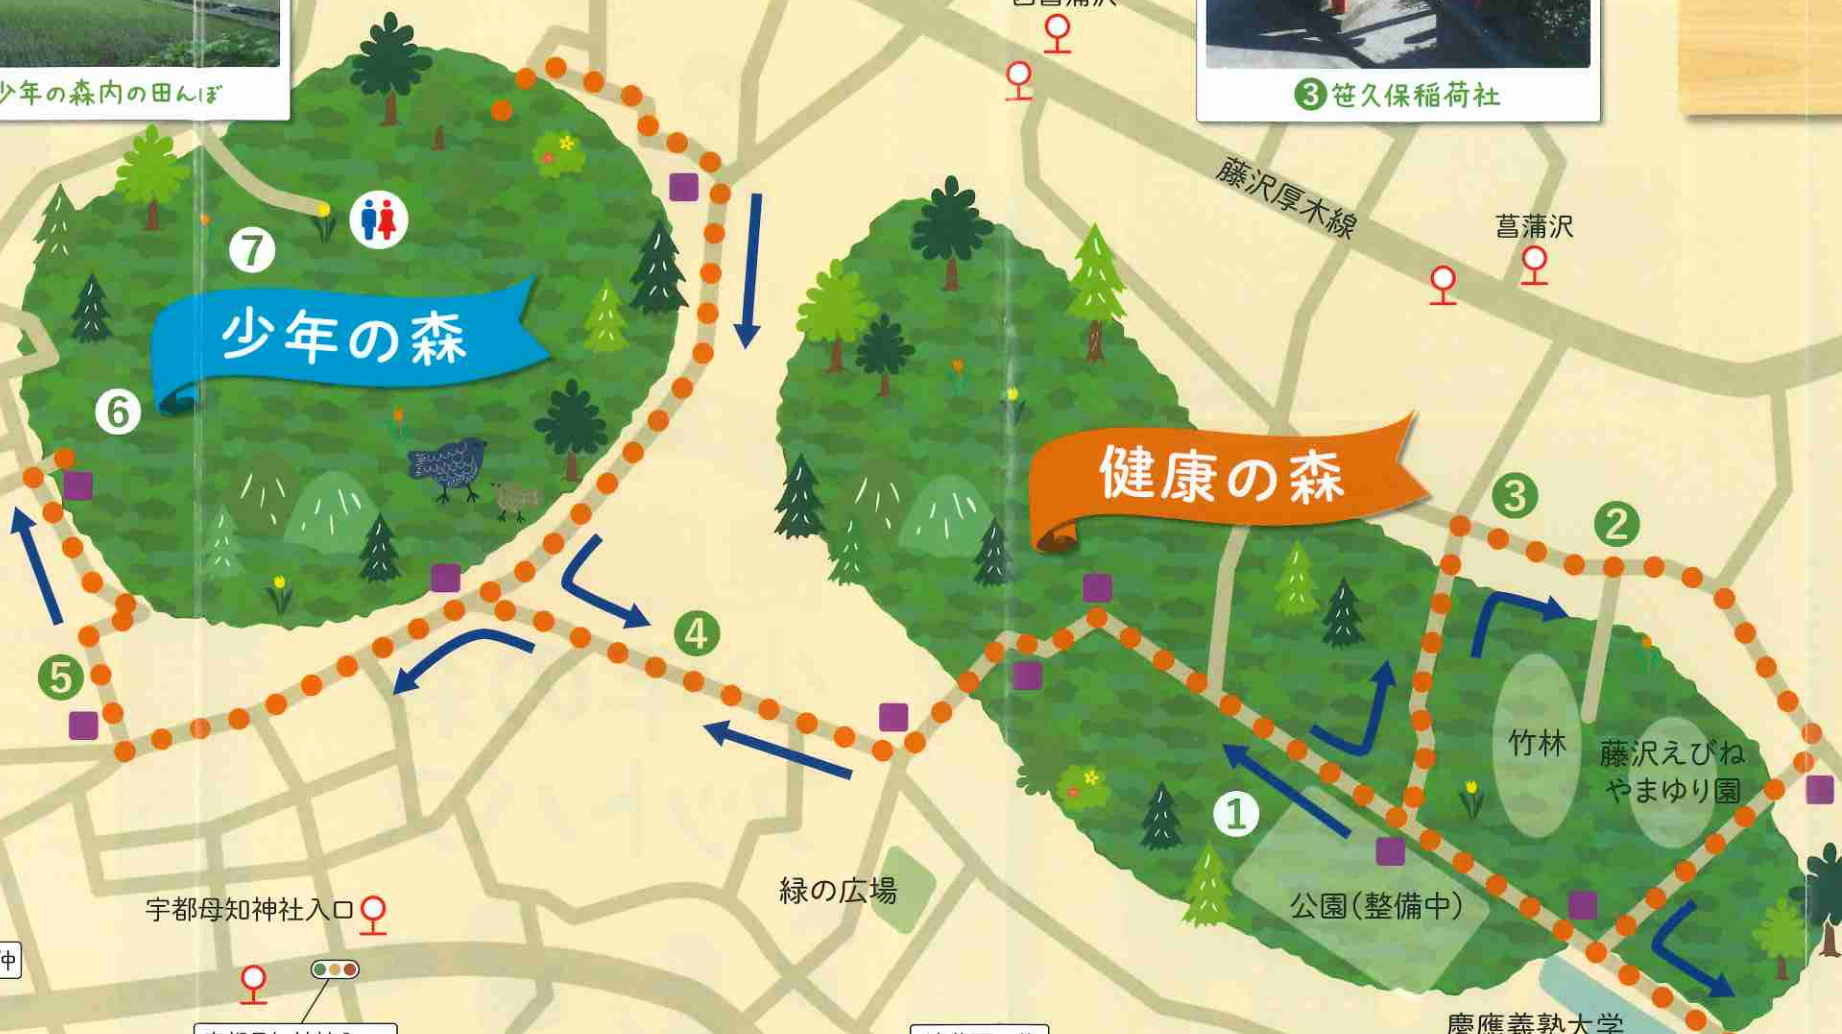 少年の森内の田んぼ
❸笹久保稲荷社
藤沢厚木線
菖蒲沢
7
少年の森
6
健康の森
3
2
4
5
竹林
藤沢えびね
やまゆり園
1
緑の広場
公園(整備中)
宇都母知神社入口
慶應義塾大学